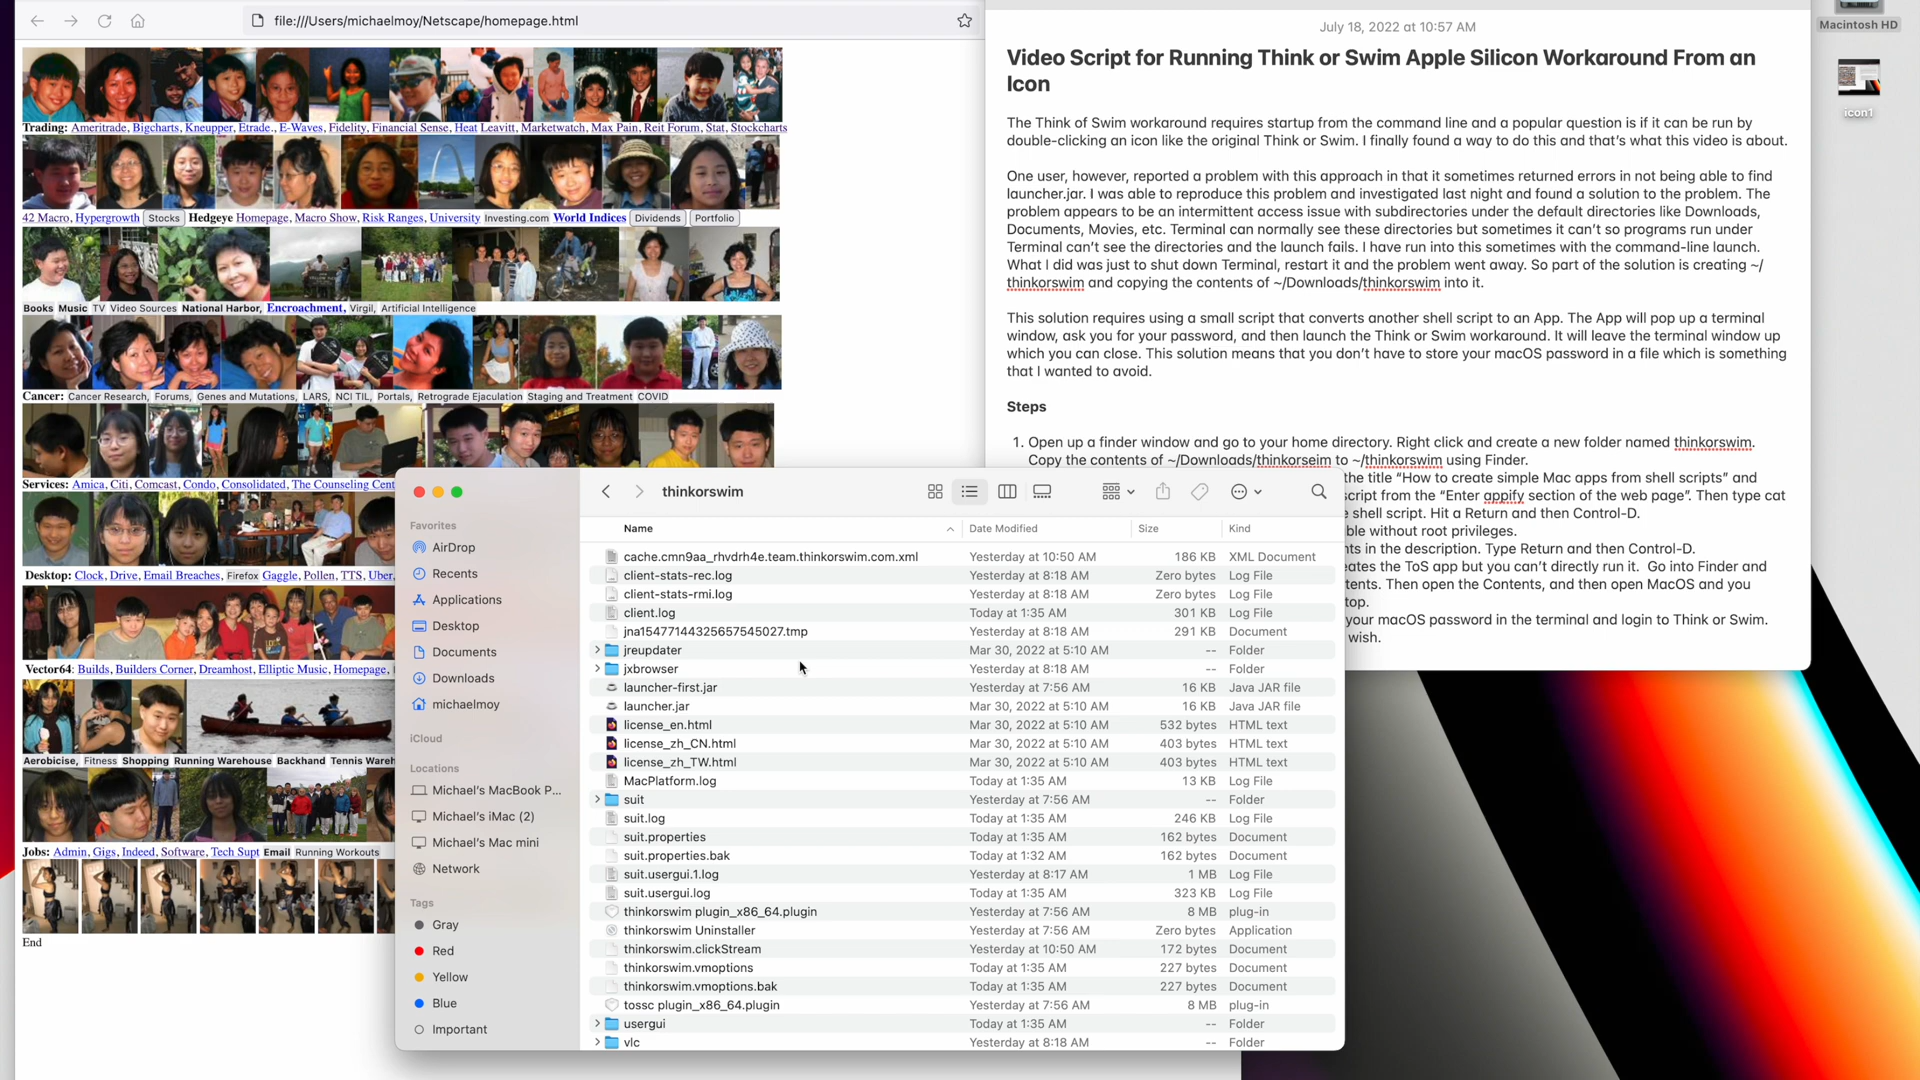 file:///Users/michaelmoy/Netscape/homepage.html
Trading: Ameritrade, Bigcharts, Kneupper, Etrade., E-Waves, Fidelity, Financial Sense, Heat Leavitt, Marketwatch, Max Pain, Reit Forum, Stat, Stockcharts
42 Macro, Hypergrowth Stocks Hedgeye Homepage, Macro Show, Risk Ranges, University Investing.com World Indices Dividends Portfolio
Books Music TV Video Sources National Harbor, Encroachment, Virgil, Artificial Intelligence
Cancer: Cancer Research, Forums, Genes and Mutations, LARS, NCI TIL, Portals, Retrograde Ejaculation Staging and Treatment COVID
Services: Amica, Citi, Comcast, Condo, Consolidated, The Counseling Cent
Desktop: Clock, Drive, Email Breaches, Firefox Gaggle, Pollen, TTS, Uber,
Vector64: Builds, Builders Corner, Dreamhost, Elliptic Music, Homepage,
Aerobicise, Fitness Shopping Running Warehouse Backhand Tennis Wareh
Jobs: Admin, Gigs, Indeed, Software, Tech Supt Email Running Workouts
End
July 18, 2022 at 10:57 AM
Video Script for Running Think or Swim Apple Silicon Workaround From an
Icon
The Think of Swim workaround requires startup from the command line and a popular question is if it can be run by
double-clicking an icon like the original Think or Swim. I finally found a way to do this and that's what this video is about.
One user, however, reported a problem with this approach in that it sometimes returned errors in not being able to find
launcher.jar. I was able to reproduce this problem and investigated last night and found a solution to the problem. The
problem appears to be an intermittent access issue with subdirectories under the default directories like Downloads,
Documents, Movies, etc. Terminal can normally see these directories but sometimes it can't so programs run under
Terminal can't see the directories and the launch fails. I have run into this sometimes with the command-line launch.
What I did was just to shut down Terminal, restart it and the problem went away. So part of the solution is creating ~/
thinkorswim and copying the contents of ~/Downloads/thinkorswim into it.
This solution requires using a small script that converts another shell script to an App. The App will pop up a terminal
window, ask you for your password, and then launch the Think or Swim workaround. It will leave the terminal window up
which you can close. This solution means that you don't have to store your macOS password in a file which is something
that I wanted to avoid.
Steps
1. Open up a finder window and go to your home directory. Right click and create a new folder named thinkorswim.
Copy the contents of ~/Downloads/thinkorseim to ~/thinkorswim using Finder.
the title "How to create simple Mac apps from shell scripts" and
script from the "Enter appify section of the web page". Then type cat
shell script. Hit a Return and then Control-D.
ble without root privileges.
nts in the description. Type Return and then Control-D.
eates the ToS app but you can't directly run it. Go into Finder and
tents. Then open the Contents, and then open MacOS and you
top.
your macOS password in the terminal and login to Think or Swim.
wish.
Macintosh HD
icon1
thinkorswim
Favorites
AirDrop
Recents
Applications
Desktop
Documents
Downloads
michaelmoy
iCloud
Locations
Michael's MacBook P...
Michael's iMac (2)
Michael's Mac mini
Network
Tags
Gray
Red
Yellow
Blue
Important
Name Date Modified Size Kind
cache.cmn9aa_rhvdrh4e.team.thinkorswim.com.xml Yesterday at 10:50 AM 186 KB XML Document
client-stats-rec.log Yesterday at 8:18 AM Zero bytes Log File
client-stats-rmi.log Yesterday at 8:18 AM Zero bytes Log File
client.log Today at 1:35 AM 301 KB Log File
jna15477144325657545027.tmp Yesterday at 8:18 AM 291 KB Document
jreupdater Mar 30, 2022 at 5:10 AM -- Folder
jxbrowser Yesterday at 8:18 AM -- Folder
launcher-first.jar Yesterday at 7:56 AM 16 KB Java JAR file
launcher.jar Mar 30, 2022 at 5:10 AM 16 KB Java JAR file
license_en.html Mar 30, 2022 at 5:10 AM 532 bytes HTML text
license_zh_CN.html Mar 30, 2022 at 5:10 AM 403 bytes HTML text
license_zh_TW.html Mar 30, 2022 at 5:10 AM 403 bytes HTML text
MacPlatform.log Today at 1:35 AM 13 KB Log File
suit Yesterday at 7:56 AM -- Folder
suit.log Today at 1:35 AM 246 KB Log File
suit.properties Today at 1:35 AM 162 bytes Document
suit.properties.bak Today at 1:32 AM 162 bytes Document
suit.usergui.1.log Yesterday at 8:17 AM 1 MB Log File
suit.usergui.log Today at 1:35 AM 323 KB Log File
thinkorswim plugin_x86_64.plugin Yesterday at 7:56 AM 8 MB plug-in
thinkorswim Uninstaller Yesterday at 7:56 AM Zero bytes Application
thinkorswim.clickStream Yesterday at 10:50 AM 172 bytes Document
thinkorswim.vmoptions Today at 1:35 AM 227 bytes Document
thinkorswim.vmoptions.bak Today at 1:35 AM 227 bytes Document
tossc plugin_x86_64.plugin Yesterday at 7:56 AM 8 MB plug-in
usergui Today at 1:35 AM -- Folder
vlc Yesterday at 8:18 AM -- Folder